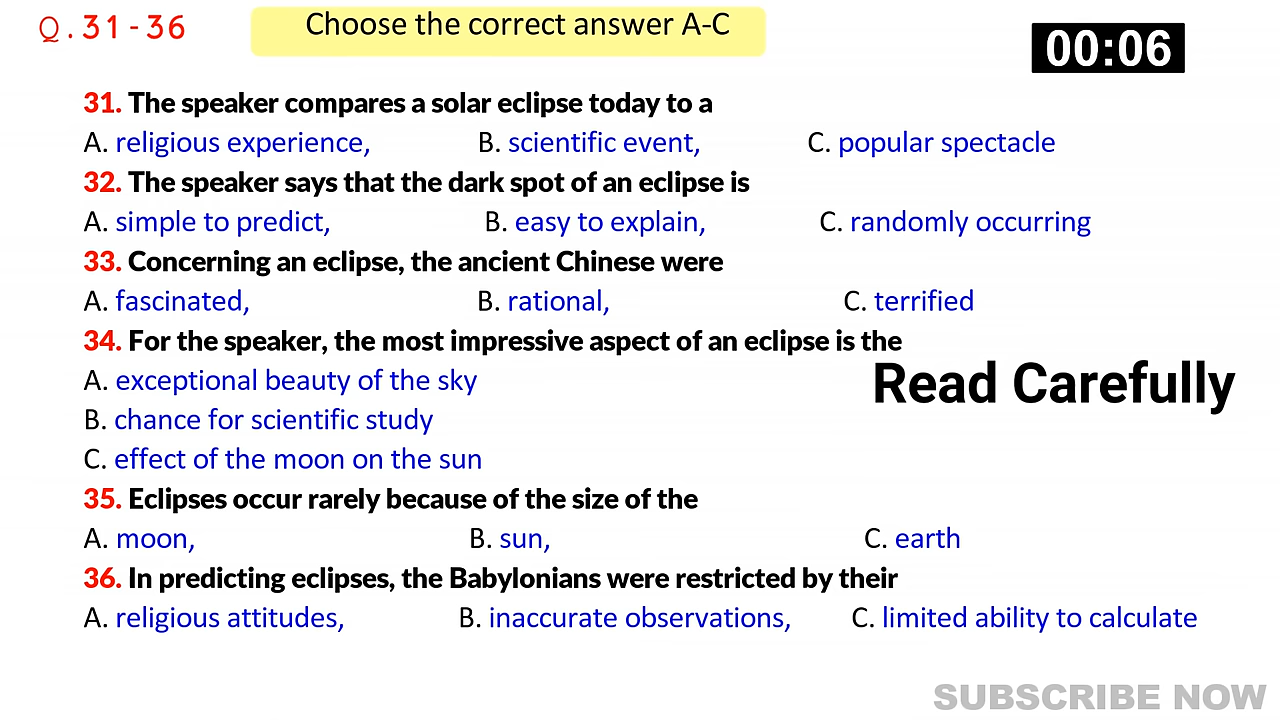 Q.31-36
Choose the correct answer A-C
00:06
31. The speaker compares a solar eclipse today to a
A. religious experience, B. scientific event, C. popular spectacle
32. The speaker says that the dark spot of an eclipse is
A. simple to predict, B. easy to explain, C. randomly occurring
33. Concerning an eclipse, the ancient Chinese were
A. fascinated, B. rational, C. terrified
34. For the speaker, the most impressive aspect of an eclipse is the
A. exceptional beauty of the sky
Read Carefully
B. chance for scientific study
C. effect of the moon on the sun
35. Eclipses occur rarely because of the size of the
A. moon, B. sun, C. earth
36. In predicting eclipses, the Babylonians were restricted by their
A. religious attitudes, B. inaccurate observations, C. limited ability to calculate
SUBSCRIBE NOW